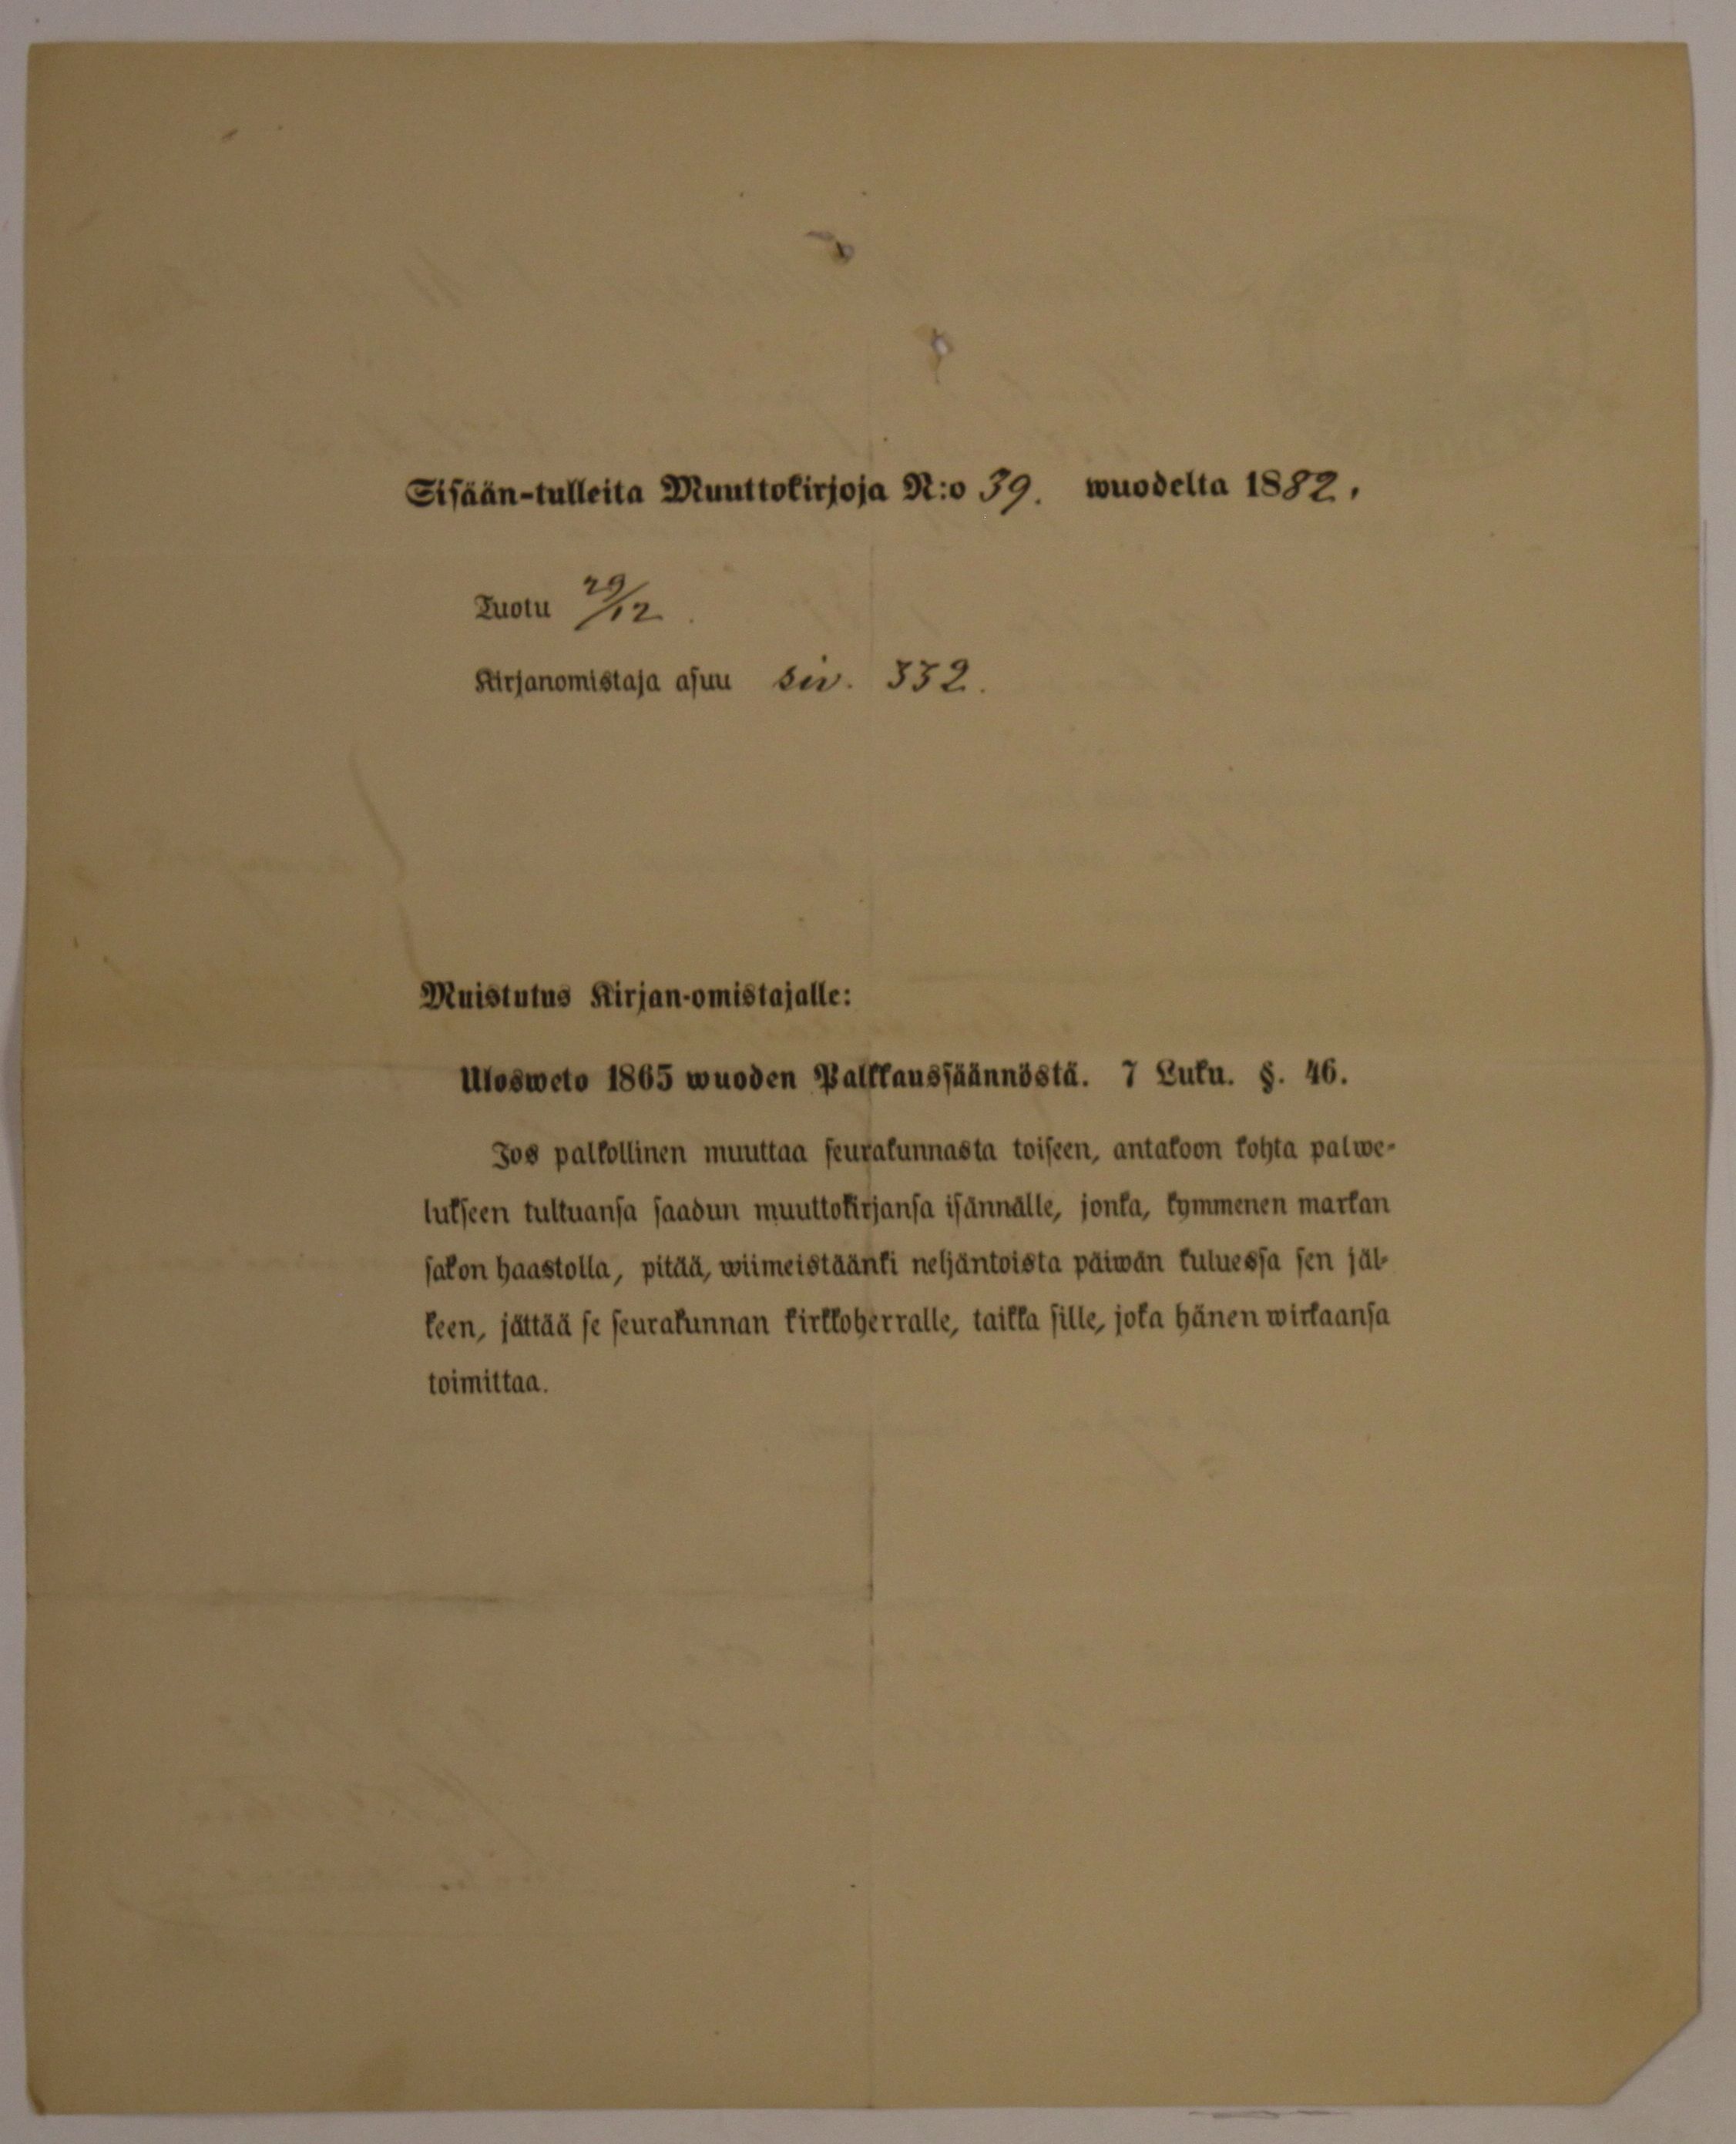 Sisään-tulleita Muuttokirjoja N:o 39. wuodelta 1882.
Tuotu 29/12.
Kirjanomistaja asuu siv. 332.
Muistutus Kirjan-omistajalle:
Ulosweto 1865 wuoden Palkkaussäännöstä. 7 Luku. §. 46.
Jos palkollinen muuttaa seurakunnasta toiseen, antakoon kohta palwe-
lukseen tultuansa saadun muuttokirjansa isännälle, jonka, kymmenen markan
sakon haastolla, pitää, wiimeistäänki neljäntoista päiwän kuluessa sen jäl-
keen, jättää se seurakunnan kirkkoherralle, taikka sille, joka hänen wirkaansa
toimittaa.